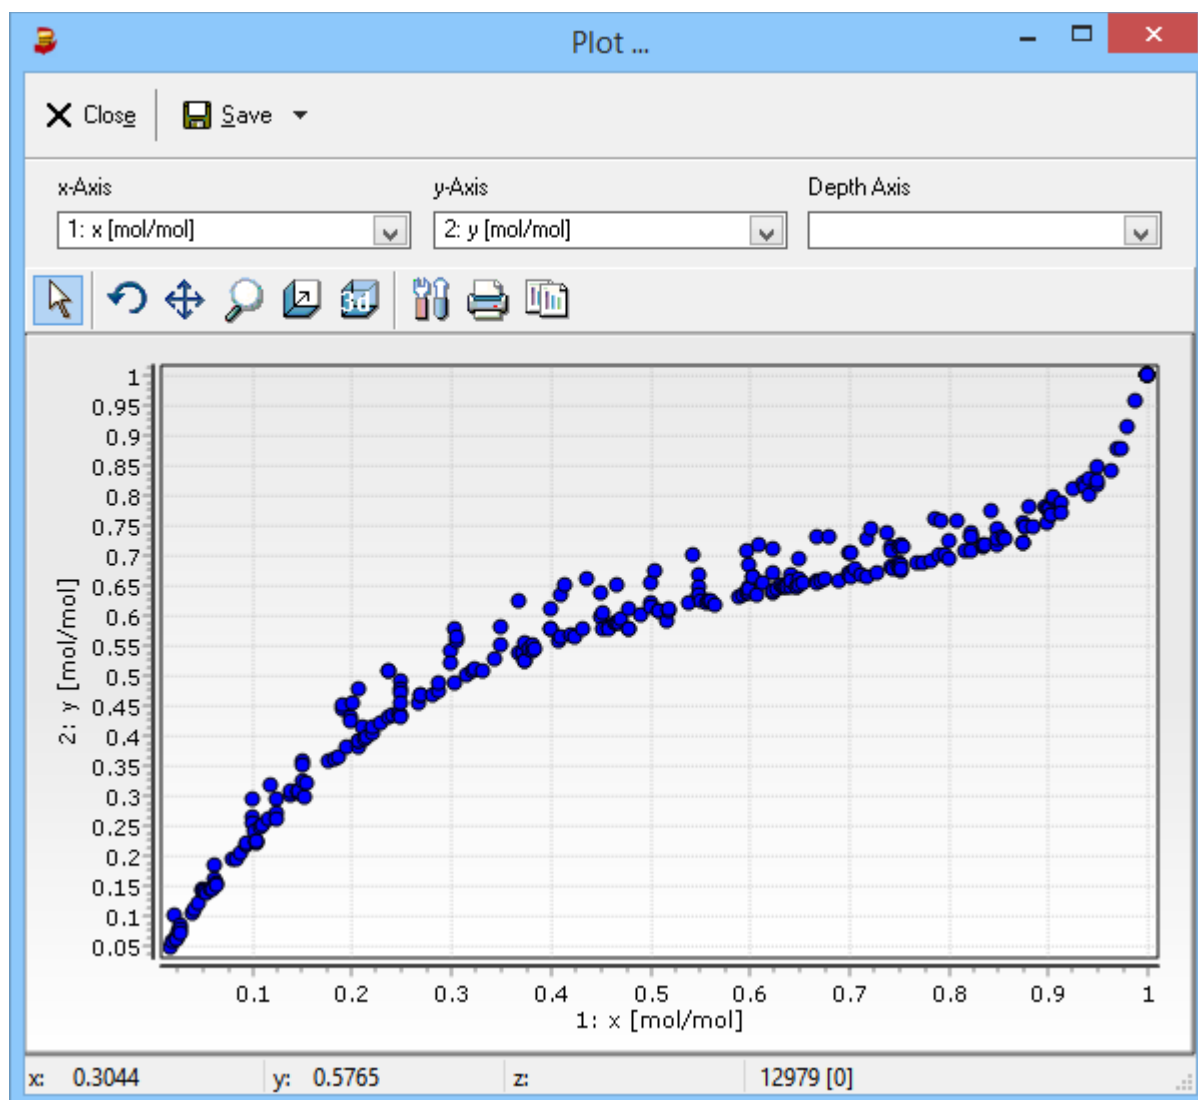 Plot ...
Close Save
x-Axis y-Axis Depth Axis
1: x [mol/mol] 2: y [mol/mol]
3d
1
0.95
0.9
0.85
0.8
0.75
0.7
0.65
0.6
0.55
0.5
0.45
0.4
0.35
0.3
0.25
0.2
0.15
0.1
0.05
2: y [mol/mol]
0.1 0.2 0.3 0.4 0.5 0.6 0.7 0.8 0.9 1
1: x [mol/mol]
x: 0.3044 y: 0.5765 z: 12979 [0]